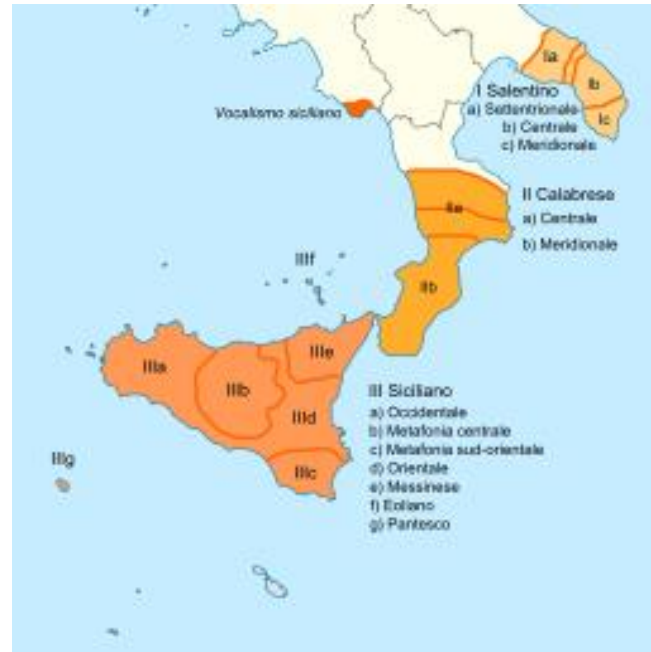 Ia
Ib
Ic
I Salentino
a) Settentrionale
b) Centrale
c) Meridionale
Vocalismo siciliano
IIa
II Calabrese
a) Centrale
b) Meridionale
IIb
IIIf
IIIa
IIIb
IIIe
IIId
IIIc
IIIg
III Siciliano
a) Occidentale
b) Metafonia centrale
c) Metafonia sud-orientale
d) Orientale
e) Messinese
f) Eoliano
g) Pantesco